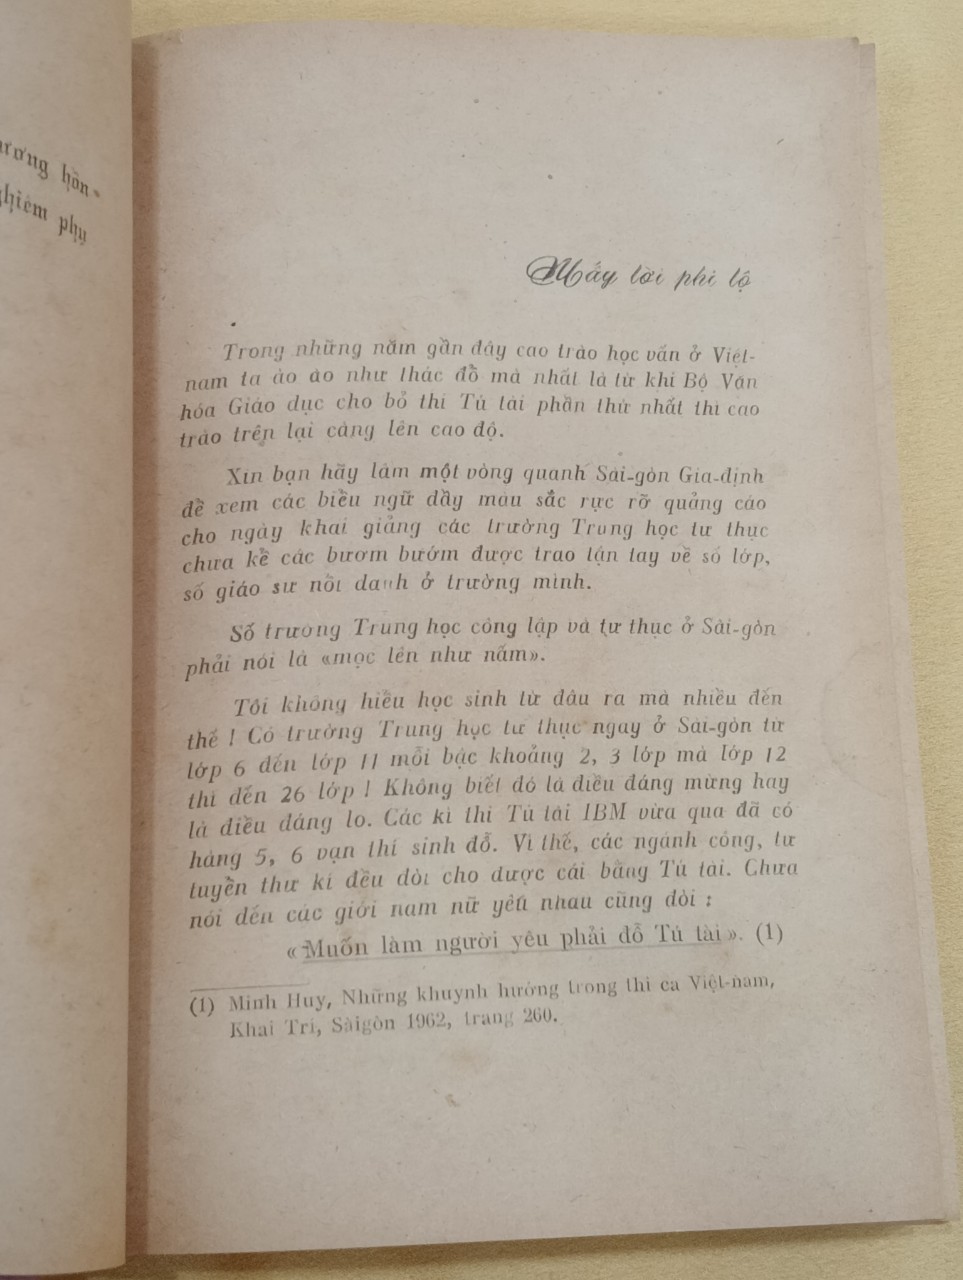 hồn-
phụ
Mấy lời phi lộ
Trong những năm gần đây cao trào học vấn ở Việt-
nam ta ào ào như thác đổ mà nhất là từ khi Bộ Văn
hóa Giáo dục cho bỏ thi Tú tài phần thứ nhất thì cao
trào trên lại càng lên cao độ.
Xin bạn hãy làm một vòng quanh Sài-gòn Gia-định
để xem các biểu ngữ đầy màu sắc rực rỡ quảng cáo
cho ngày khai giảng các trường Trung học tư thục
chưa kể các bươm bướm được trao tận tay về số lớp,
số giáo sư nổi danh ở trường mình.
Số trường Trung học công lập và tư thục ở Sài-gòn
phải nói là «mọc lên như nấm».
Tôi không hiểu học sinh từ đâu ra mà nhiều đến
thế ! Có trường Trung học tư thục ngay ở Sài-gòn từ
lớp 6 đến lớp 11 mỗi bậc khoảng 2, 3 lớp mà lớp 12
thì đến 26 lớp ! Không biết đó là điều đáng mừng hay
là điều đáng lo. Các kì thi Tú tài IBM vừa qua đã có
hàng 5, 6 vạn thí sinh đỗ. Vì thế, các ngành công, tư
tuyển thư kí đều đòi cho được cái bằng Tú tài. Chưa
nói đến các giới nam nữ yêu nhau cũng đòi :
«Muốn làm người yêu phải đỗ Tú tài». (1)
(1) Minh Huy, Những khuynh hướng trong thi ca Việt-nam,
Khai Trí, Sàigòn 1962, trang 260.